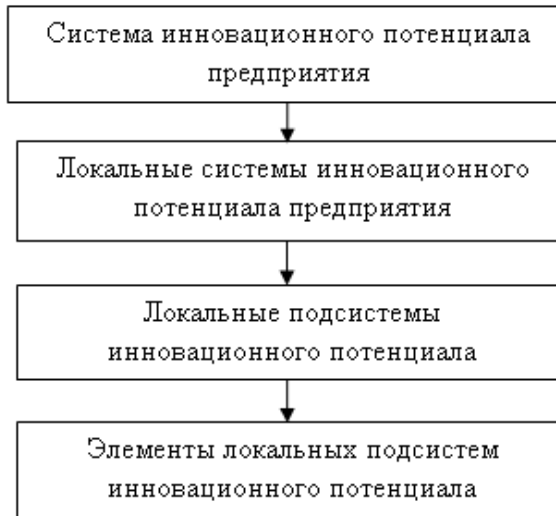 Система инновационного потенциала
предприятия
Локальные системы инновационного
потенциала предприятия
Локальные подсистемы
инновационного потенциала
Элементы локальных подсистем
инновационного потенциала